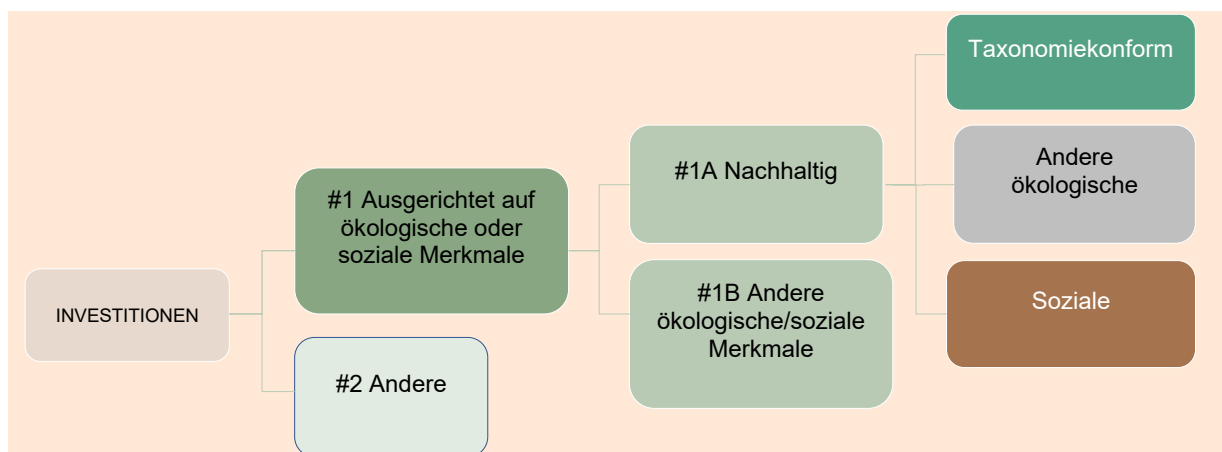 INVESTITIONEN
#1 Ausgerichtet auf
ökologische oder
soziale Merkmale
#2 Andere
#1A Nachhaltig
#1B Andere
ökologische/soziale
Merkmale
Taxonomiekonform
Andere
ökologische
Soziale